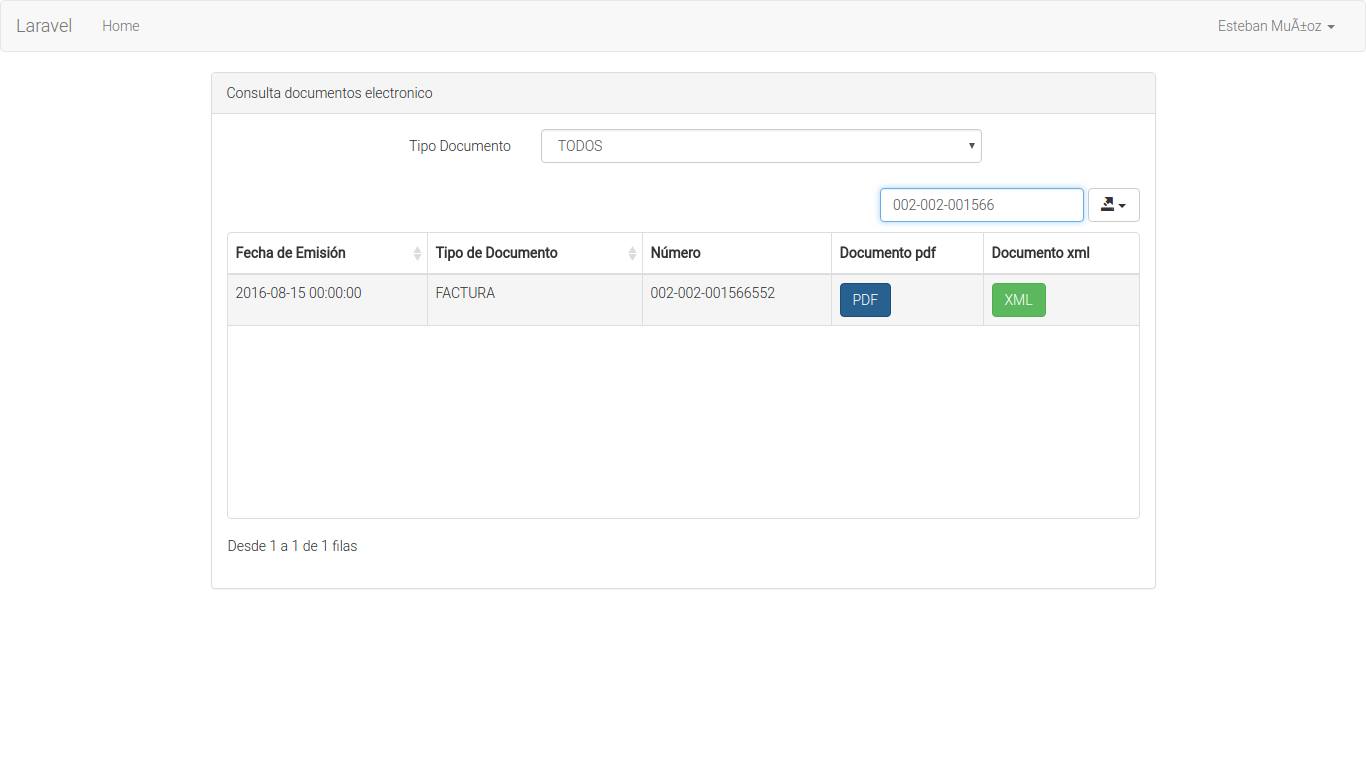 Laravel Home Esteban MuÃ±oz
Consulta documentos electronico
Tipo Documento TODOS
002-002-001566
Fecha de Emisión Tipo de Documento Número Documento pdf Documento xml
2016-08-15 00:00:00 FACTURA 002-002-001566552 PDF XML
Desde 1 a 1 de 1 filas